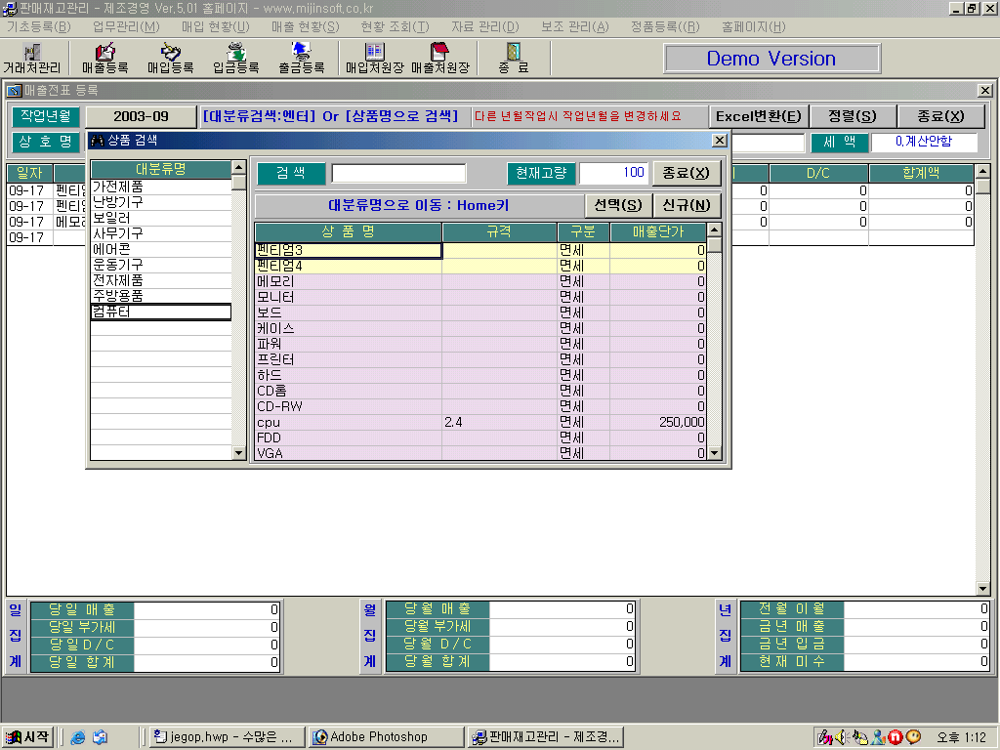 판매재고관리 - 제조경영 Ver,5,01 홈페이지 - www,mijinsoft,co,kr
기초등록(B) 업무관리(M) 매입 현황(U) 매출 현황(S) 현황 조회(T) 자료 관리(D) 보조 관리(A) 정품등록((R) 홈페이지(H)
거래처관리 매출등록 매입등록 입금등록 출금등록 매입처원장 매출처원장 종 료
Demo Version
매출전표 등록
작업년월 2003-09 [대분류검색:엔터] Or [상품명으로 검색] 다른 년월작업시 작업년월을 변경하세요 Excel변환(E) 정렬(S) 종료(X)
상 호 명 세 액 0,계산안함
일자 D/C 합계액
09-17 펜티 0 0 0
09-17 펜티 0 0 0
09-17 메모리 0 0 0
09-17
상품 검색
대분류명
가전제품
난방기구
보일러
사무기구
에어콘
운동기구
전자제품
주방용품
컴퓨터
검 색 현재고량 100 종료(X)
대분류명으로 이동 : Home키 선택(S) 신규(N)
상 품 명 규격 구분 매출단가
펜티엄3 면세 0
펜티엄4 면세 0
메모리 면세 0
모니터 면세 0
보드 면세 0
케이스 면세 0
파워 면세 0
프린터 면세 0
하드 면세 0
CD롬 면세 0
CD-RW 면세 0
cpu 2.4 면세 250,000
FDD 면세 0
VGA 면세 0
일 집 계
당일 매출 0
당일 부가세 0
당일 D/C 0
당일 합계 0
월 집 계
당월 매출 0
당월 부가세 0
당월 D/C 0
당월 합계 0
년 집 계
전월 이월 0
금년 매출 0
금년 입금 0
현재 미수 0
시작 jegop,hwp - 수많은 ... Adobe Photoshop 판매재고관리 - 제조경... 오후 1:12